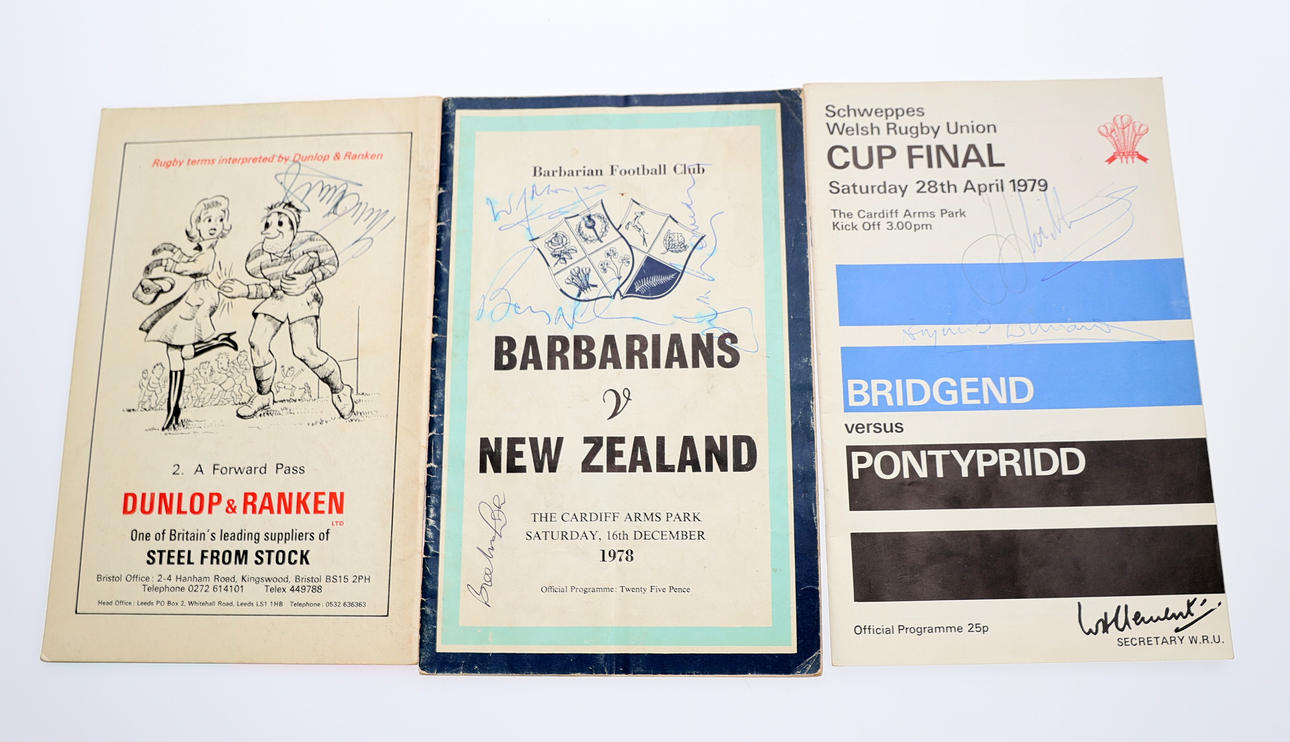 Rugby terms interpreted by Dunlop & Ranken
2. A Forward Pass
DUNLOP & RANKEN
LTD
One of Britain's leading suppliers of
STEEL FROM STOCK
Bristol Office: 2-4 Hanham Road, Kingswood, Bristol BS15 2PH
Telephone 0272 614101 Telex 449788
Head Office: Leeds PO Box 2, Whitehall Road, Leeds LS1 1HB Telephone: 0532 636363
Barbarian Football Club
BARBARIANS
v
NEW ZEALAND
THE CARDIFF ARMS PARK
SATURDAY, 16th DECEMBER
1978
Official Programme: Twenty Five Pence
Schweppes
Welsh Rugby Union
CUP FINAL
Saturday 28th April 1979
The Cardiff Arms Park
Kick Off 3.00pm
BRIDGEND
versus
PONTYPRIDD
Official Programme 25p
SECRETARY W.R.U.